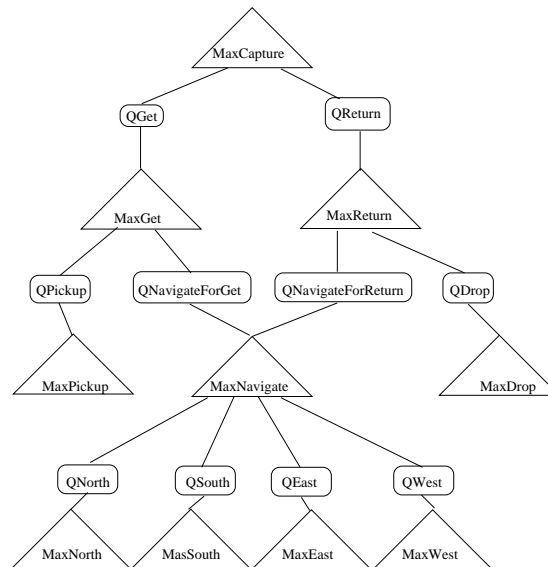 MaxCapture
QGet
QReturn
MaxGet
MaxReturn
QPickup
QNavigateForGet
QNavigateForReturn
QDrop
MaxPickup
MaxNavigate
MaxDrop
QNorth
QSouth
QEast
QWest
MaxNorth
MasSouth
MaxEast
MaxWest